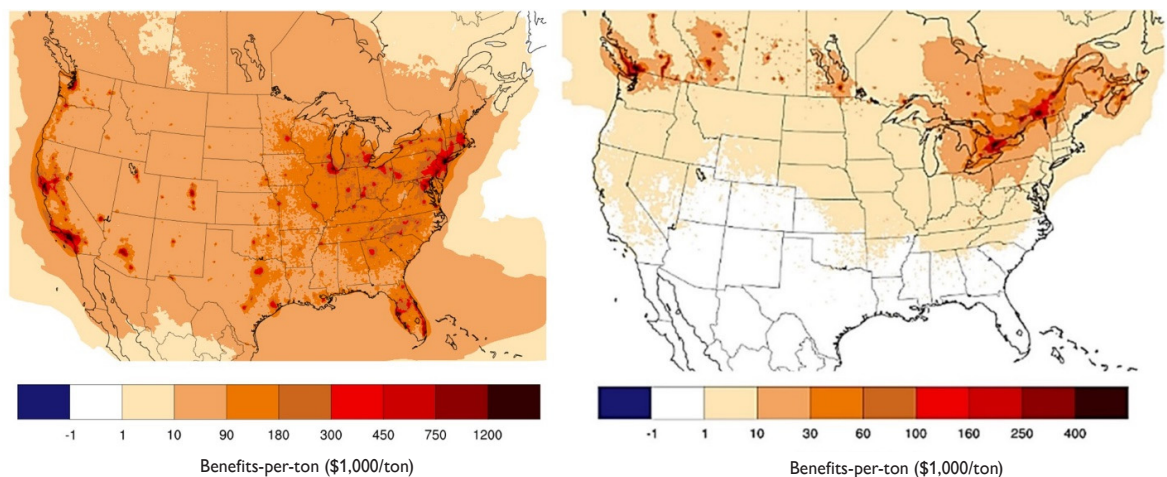 -1 1 10 90 180 300 450 750 1200
Benefits-per-ton ($1,000/ton)
-1 1 10 30 60 100 160 250 400
Benefits-per-ton ($1,000/ton)